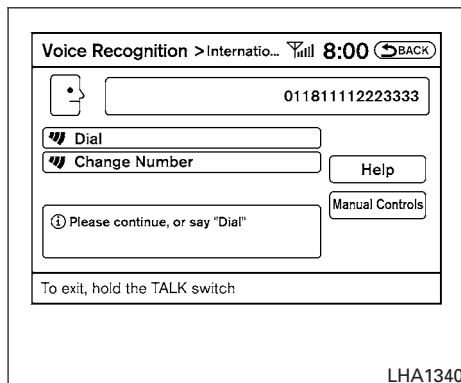 Voice Recognition > Internatio... 8:00 BACK
011811112223333
Dial
Change Number
Help
Manual Controls
Please continue, or say "Dial"
To exit, hold the TALK switch
LHA1340